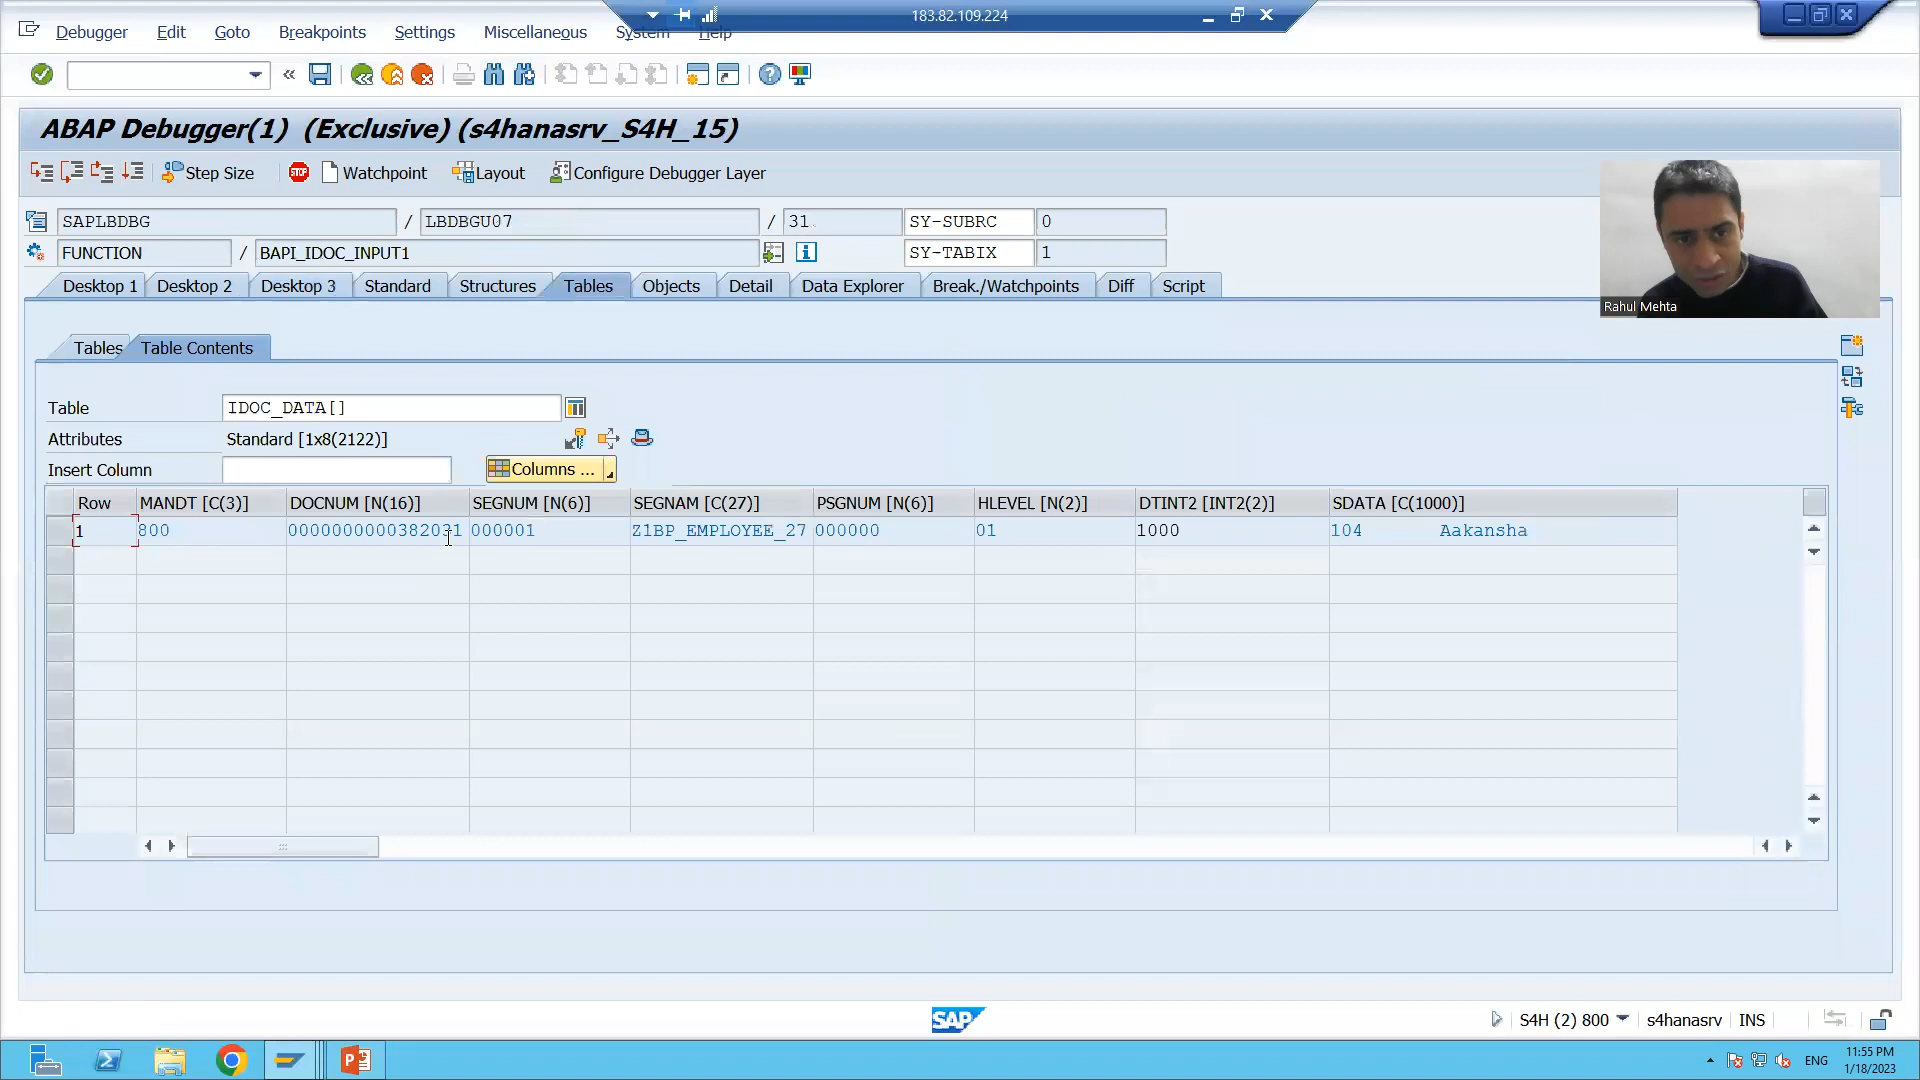 183.82.109.224
Debugger Edit Goto Breakpoints Settings Miscellaneous System Help
«
ABAP Debugger(1) (Exclusive) (s4hanasrv_S4H_15)
Step Size STOP Watchpoint Layout Configure Debugger Layer
SAPLBDBG / LBDBGU07 / 31 SY-SUBRC 0
FUNCTION / BAPI_IDOC_INPUT1 SY-TABIX 1
Rahul Mehta
Desktop 1 Desktop 2 Desktop 3 Standard Structures Tables Objects Detail Data Explorer Break./Watchpoints Diff Script
Tables Table Contents
Table IDOC_DATA[]
Attributes Standard [1x8(2122)]
Insert Column Columns ...
Row MANDT [C(3)] DOCNUM [N(16)] SEGNUM [N(6)] SEGNAM [C(27)] PSGNUM [N(6)] HLEVEL [N(2)] DTINT2 [INT2(2)] SDATA [C(1000)]
1 800 0000000000382031 000001 Z1BP_EMPLOYEE_27 000000 01 1000 104 Aakansha
SAP S4H (2) 800 s4hanasrv INS
ENG 11:55 PM
1/18/2023